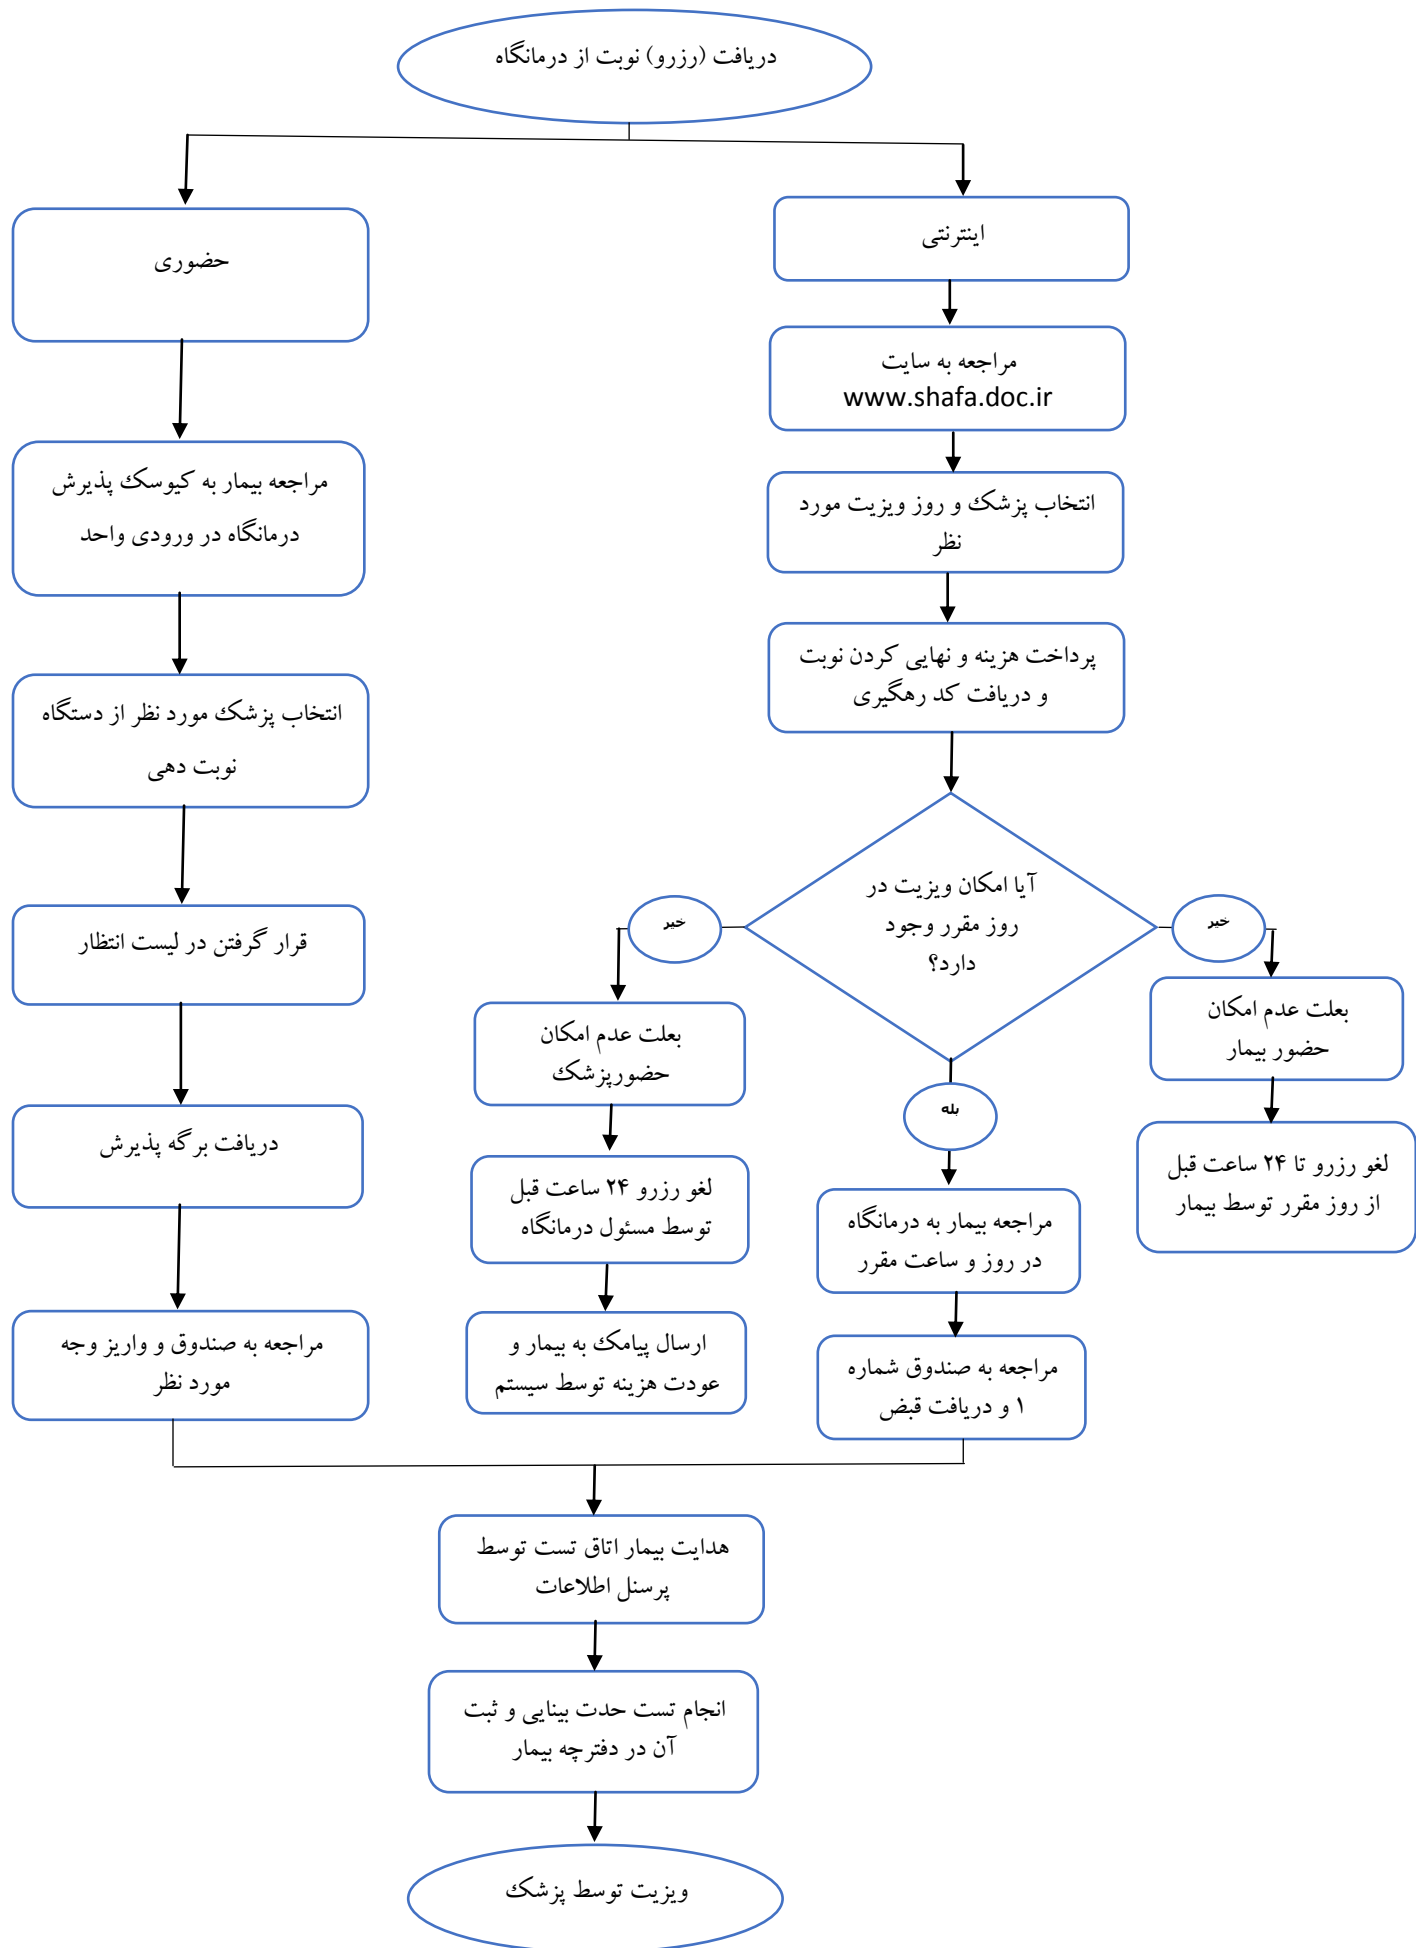 دریافت (رزرو) نوبت از درمانگاه
اینترنتی
حضوری
مراجعه به سایت
www.shafa.doc.ir
مراجعه بیمار به کیوسک پذیرش
درمانگاه در ورودی واحد
انتخاب پزشک و روز ویزیت مورد
نظر
پرداخت هزینه و نهایی کردن نوبت
و دریافت کد رهگیری
انتخاب پزشک مورد نظر از دستگاه
نوبت دهی
آیا امکان ویزیت در
روز مقرر وجود
دارد؟
خیر
خیر
بله
قرار گرفتن در لیست انتظار
بعلت عدم امکان
حضور بیمار
بعلت عدم امکان
حضورپزشک
لغو رزرو تا ۲۴ ساعت قبل
از روز مقرر توسط بیمار
دریافت برگه پذیرش
لغو رزرو ۲۴ ساعت قبل
توسط مسئول درمانگاه
مراجعه بیمار به درمانگاه
در روز و ساعت مقرر
ارسال پیامک به بیمار و
عودت هزینه توسط سیستم
مراجعه به صندوق شماره
۱ و دریافت قبض
مراجعه به صندوق و واریز وجه
مورد نظر
هدایت بیمار اتاق تست توسط
پرسنل اطلاعات
انجام تست حدت بینایی و ثبت
آن در دفترچه بیمار
ویزیت توسط پزشک